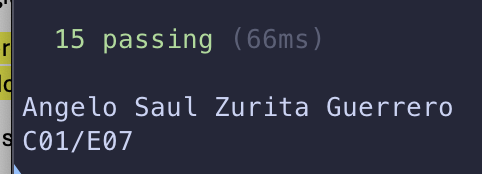 15 passing (66ms)
Angelo Saul Zurita Guerrero
C01/E07